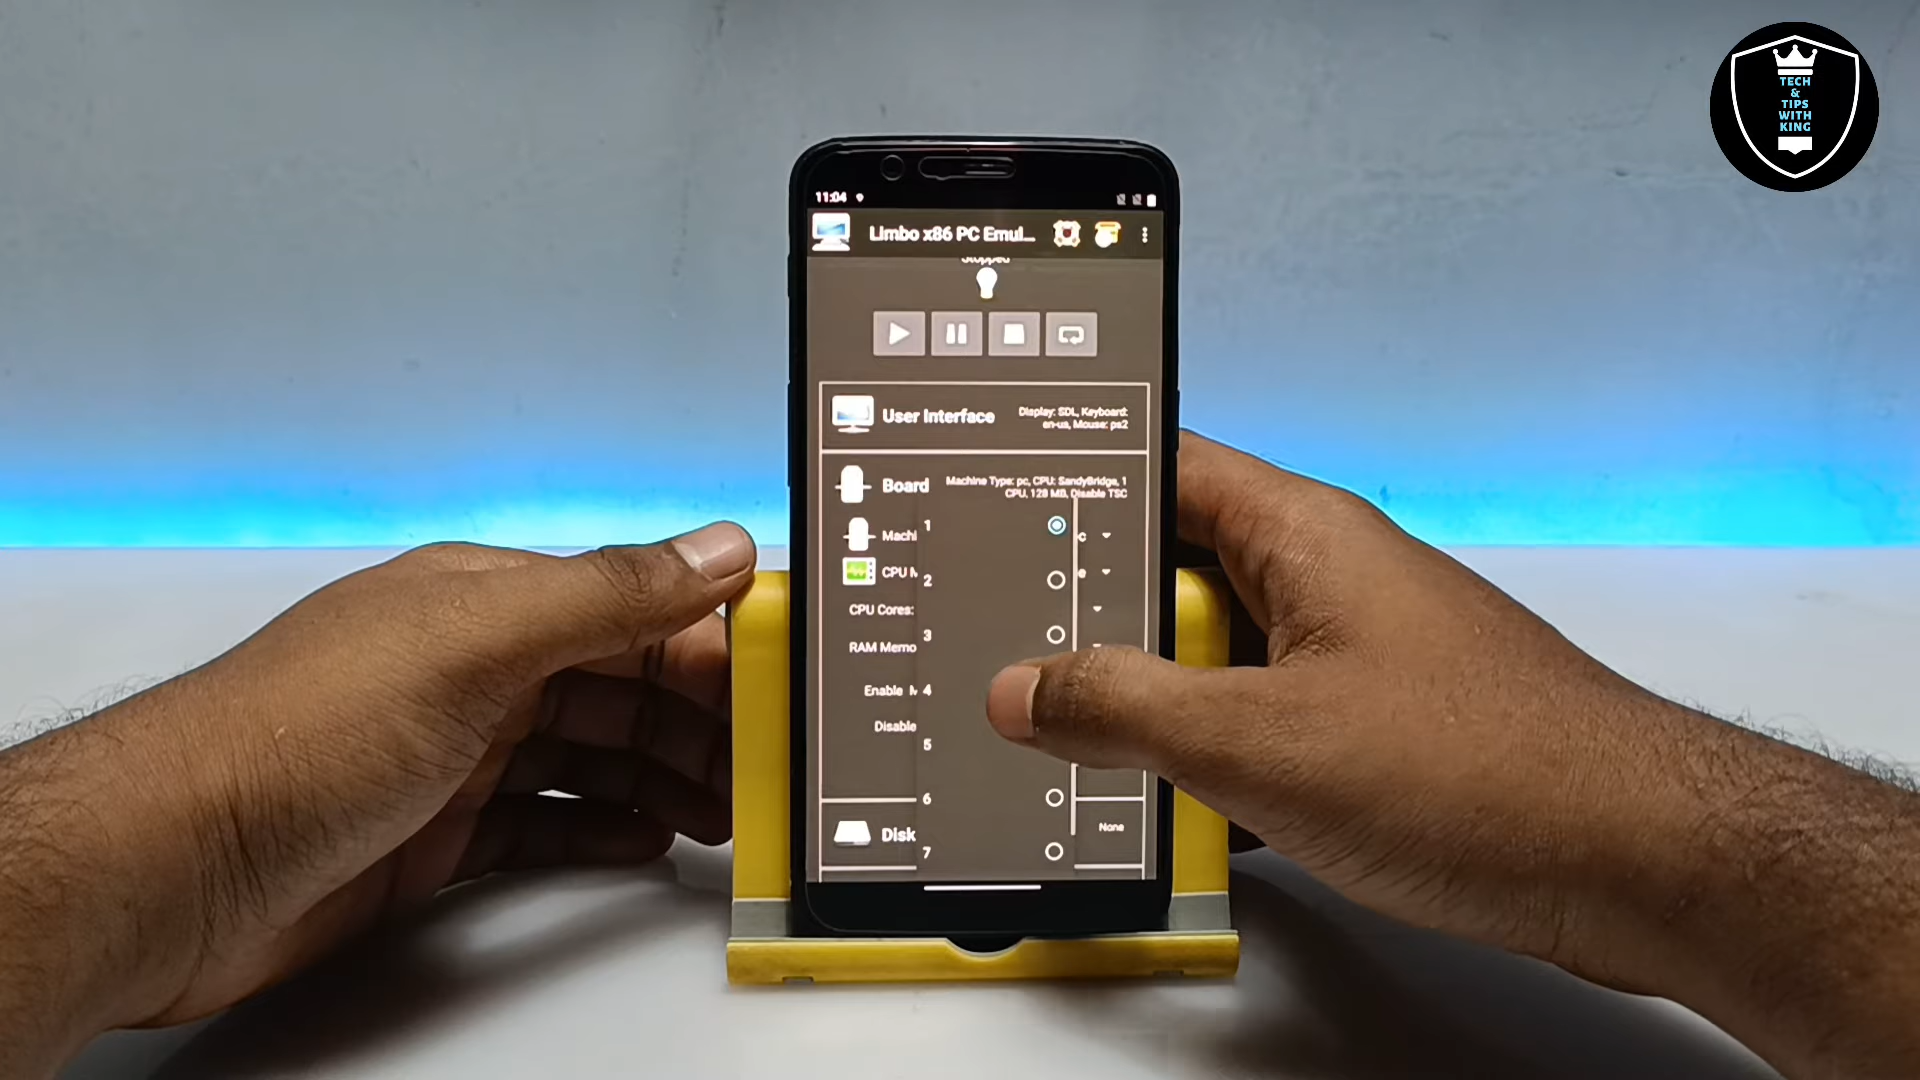 TECH
&
TIPS
WITH
KING
11:04
Limbo x86 PC Emul...
Stopped
User Interface
Display: SDL, Keyboard:
en-us, Mouse: ps2
Board
Machine Type: pc, CPU: SandyBridge, 1
CPU, 128 MB, Disable TSC
1
Machi
c
CPU M
e
2
CPU Cores:
3
RAM Memo
Enable M
4
Disable
5
6
Disk
None
7